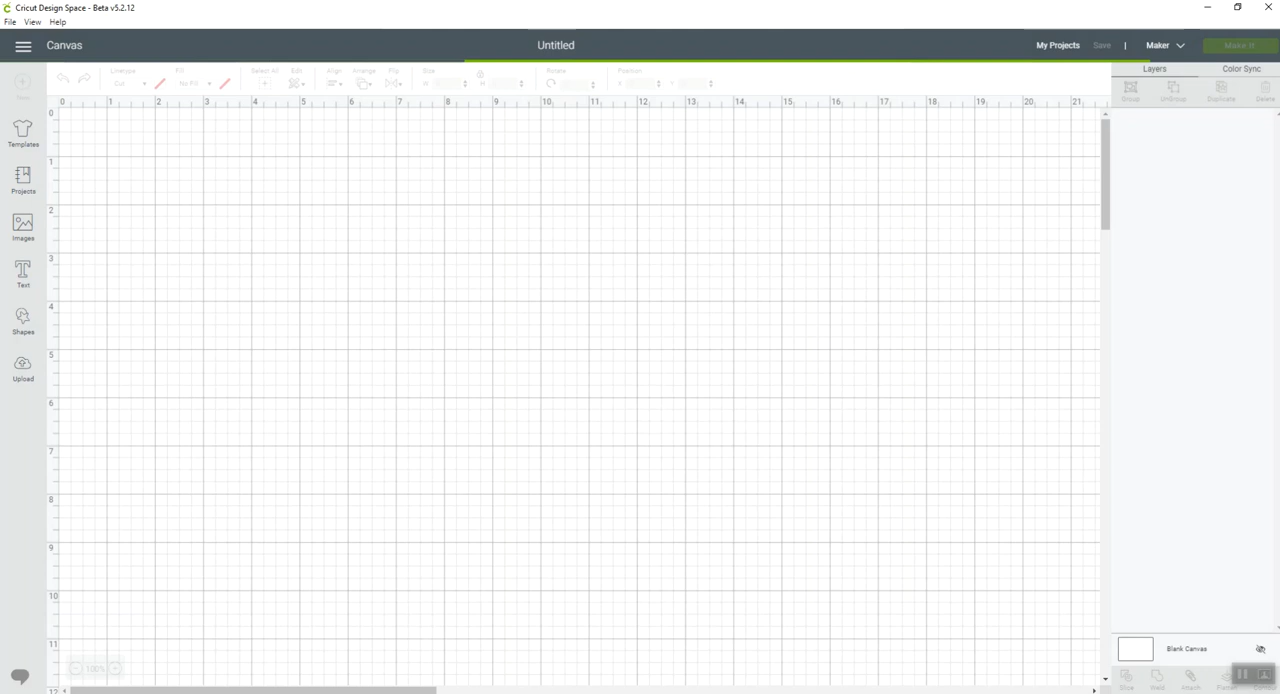 Cricut Design Space - Beta v5.2.12
File View Help
Canvas
Untitled
My Projects Save | Maker Make It
New
Linetype
Cut
Fill
No Fill
Select All
Edit
Align
Arrange
Flip
Size
W
H
Rotate
Position
X
Y
Layers Color Sync
Group UnGroup Duplicate Delete
0 1 2 3 4 5 6 7 8 9 10 11 12 13 14 15 16 17 18 19 20 21
0
1
2
3
4
5
6
7
8
9
10
11
12
Templates
Projects
Images
Text
Shapes
Upload
100%
Blank Canvas
Slice Weld Attach